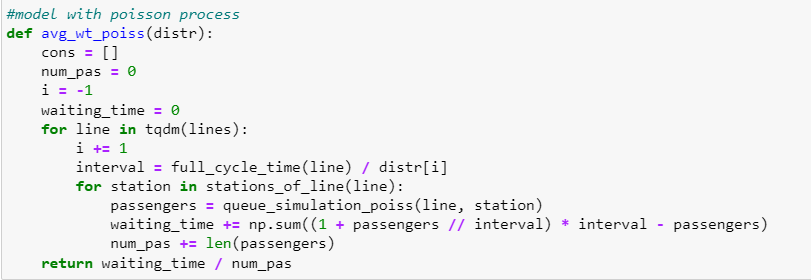 #model with poisson process
def avg_wt_poiss(distr):
    cons = []
    num_pas = 0
    i = -1
    waiting_time = 0
    for line in tqdm(lines):
        i += 1
        interval = full_cycle_time(line) / distr[i]
        for station in stations_of_line(line):
            passengers = queue_simulation_poiss(line, station)
            waiting_time += np.sum((1 + passengers // interval) * interval - passengers)
            num_pas += len(passengers)
    return waiting_time / num_pas